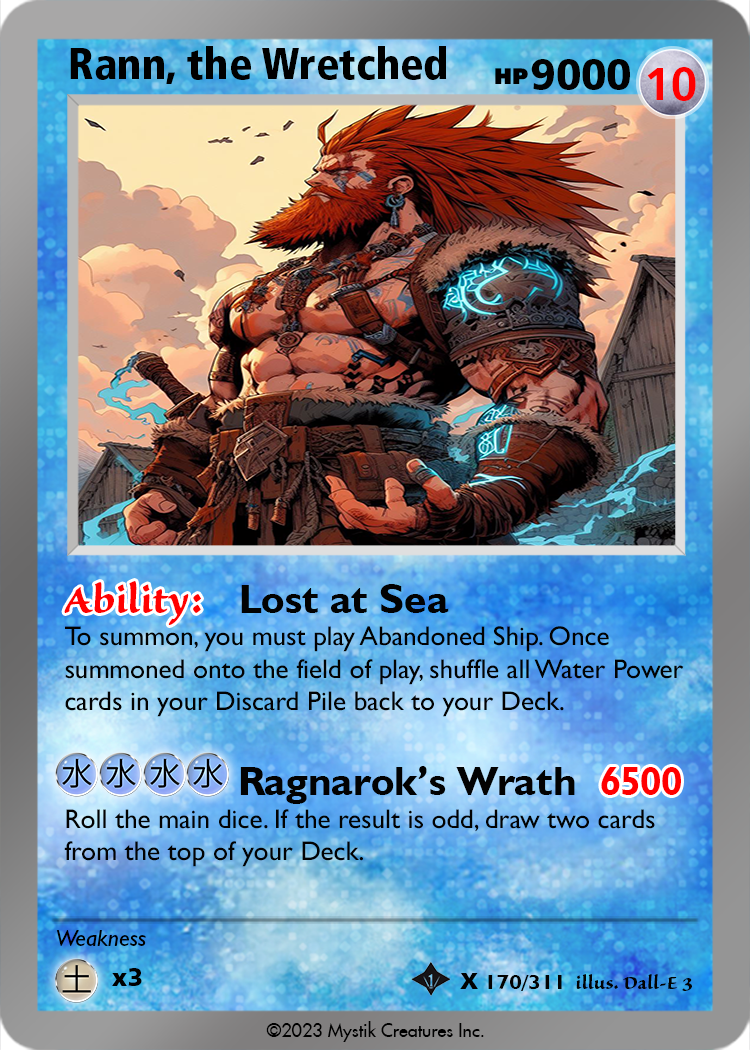 Rann, the Wretched HP9000 10
Ability: Lost at Sea
To summon, you must play Abandoned Ship. Once
summoned onto the field of play, shuffle all Water Power
cards in your Discard Pile back to your Deck.
水 水 水 水 Ragnarok's Wrath 6500
Roll the main dice. If the result is odd, draw two cards
from the top of your Deck.
Weakness
土 x3 1 X 170/311 illus. Dall-E 3
©2023 Mystik Creatures Inc.